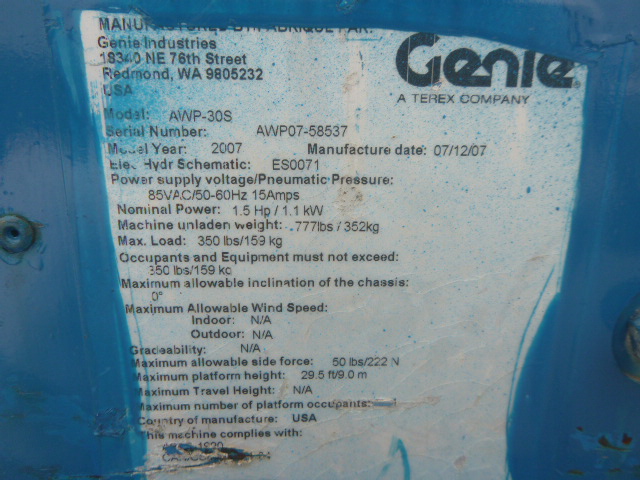 MANUFACTURED BY/FABRIQUE PAR:
Genie Industries
18340 NE 76th Street
Redmond, WA 9805232
USA
Genie
A TEREX COMPANY
Model: AWP-30S
Serial Number: AWP07-58537
Model Year: 2007 Manufacture date: 07/12/07
Elec Hydr Schematic: ES0071
Power supply voltage/Pneumatic Pressure:
85VAC/50-60Hz 15Amps
Nominal Power: 1.5 Hp / 1.1 kW
Machine unladen weight: 777lbs / 352kg
Max. Load: 350 lbs/159 kg
Occupants and Equipment must not exceed:
350 lbs/159 kg
Maximum allowable inclination of the chassis:
0°
Maximum Allowable Wind Speed:
Indoor: N/A
Outdoor: N/A
Gradeability: N/A
Maximum allowable side force: 50 lbs/222 N
Maximum platform height: 29.5 ft/9.0 m
Maximum Travel Height: N/A
Maximum number of platform occupants: 1
Country of manufacture: USA
This machine complies with: